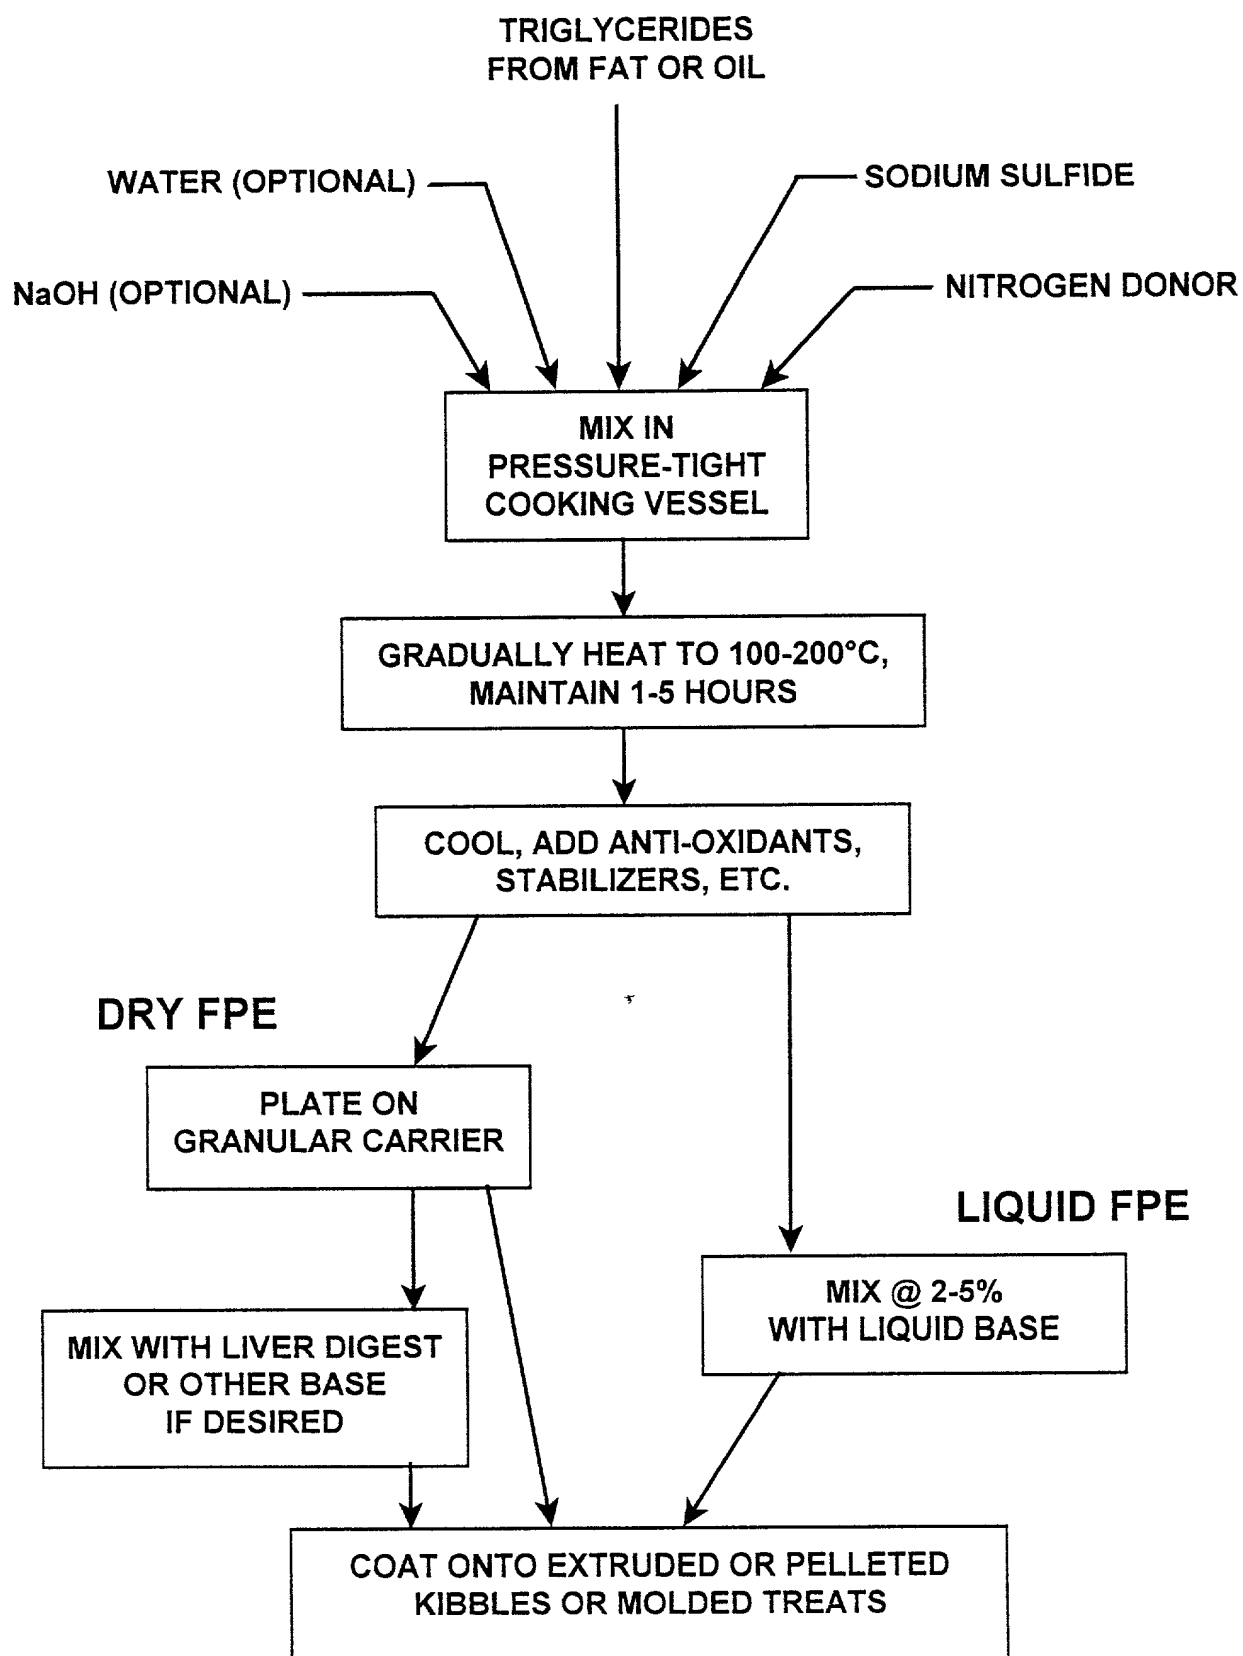 TRIGLYCERIDES
FROM FAT OR OIL
WATER (OPTIONAL)
SODIUM SULFIDE
NaOH (OPTIONAL)
NITROGEN DONOR
MIX IN
PRESSURE-TIGHT
COOKING VESSEL
GRADUALLY HEAT TO 100-200°C,
MAINTAIN 1-5 HOURS
COOL, ADD ANTI-OXIDANTS,
STABILIZERS, ETC.
DRY FPE
PLATE ON
GRANULAR CARRIER
LIQUID FPE
MIX @ 2-5%
WITH LIQUID BASE
MIX WITH LIVER DIGEST
OR OTHER BASE
IF DESIRED
COAT ONTO EXTRUDED OR PELLETED
KIBBLES OR MOLDED TREATS